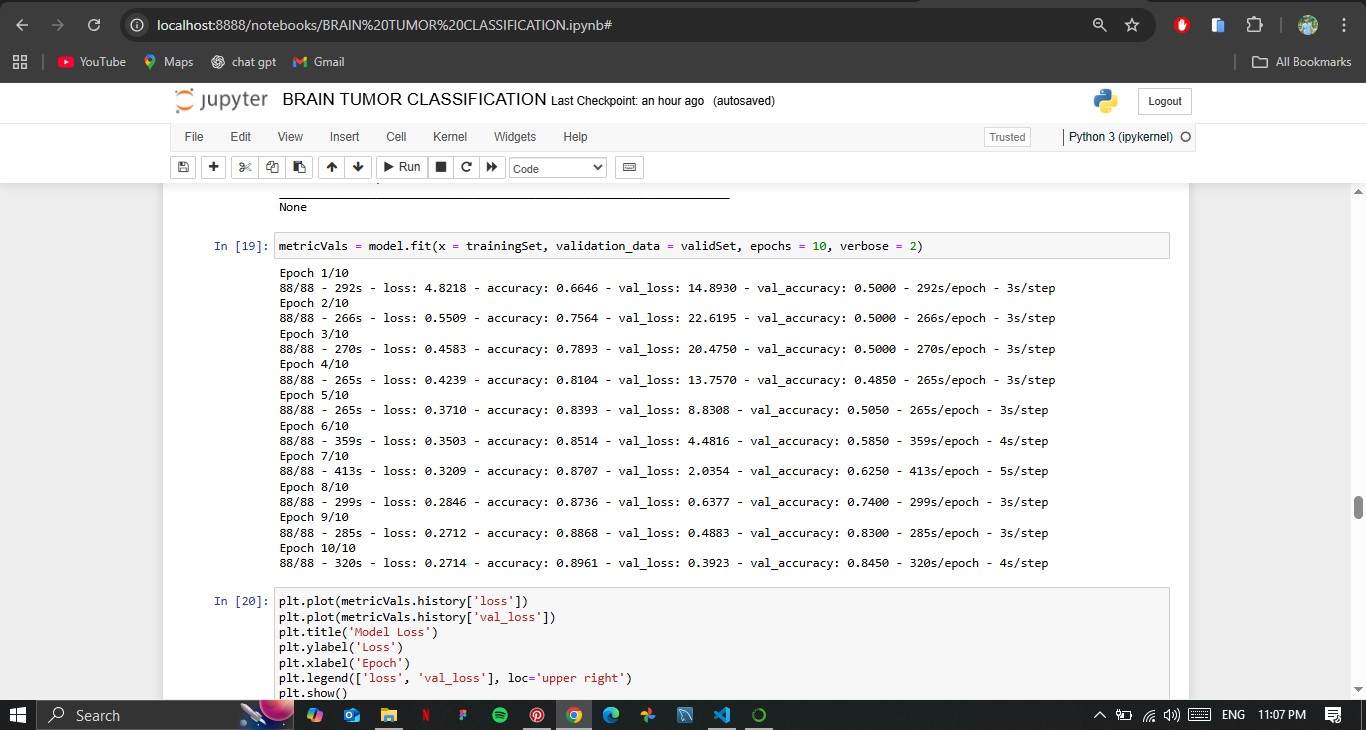 localhost:8888/notebooks/BRAIN%20TUMOR%20CLASSIFICATION.ipynb#
YouTube Maps chat gpt Gmail All Bookmarks
jupyter BRAIN TUMOR CLASSIFICATION Last Checkpoint: an hour ago (autosaved) Logout
File Edit View Insert Cell Kernel Widgets Help Trusted Python 3 (ipykernel)
Run Code
None
In [19]: metricVals = model.fit(x = trainingSet, validation_data = validSet, epochs = 10, verbose = 2)
Epoch 1/10
88/88 - 292s - loss: 4.8218 - accuracy: 0.6646 - val_loss: 14.8930 - val_accuracy: 0.5000 - 292s/epoch - 3s/step
Epoch 2/10
88/88 - 266s - loss: 0.5509 - accuracy: 0.7564 - val_loss: 22.6195 - val_accuracy: 0.5000 - 266s/epoch - 3s/step
Epoch 3/10
88/88 - 270s - loss: 0.4583 - accuracy: 0.7893 - val_loss: 20.4750 - val_accuracy: 0.5000 - 270s/epoch - 3s/step
Epoch 4/10
88/88 - 265s - loss: 0.4239 - accuracy: 0.8104 - val_loss: 13.7570 - val_accuracy: 0.4850 - 265s/epoch - 3s/step
Epoch 5/10
88/88 - 265s - loss: 0.3710 - accuracy: 0.8393 - val_loss: 8.8308 - val_accuracy: 0.5050 - 265s/epoch - 3s/step
Epoch 6/10
88/88 - 359s - loss: 0.3503 - accuracy: 0.8514 - val_loss: 4.4816 - val_accuracy: 0.5850 - 359s/epoch - 4s/step
Epoch 7/10
88/88 - 413s - loss: 0.3209 - accuracy: 0.8707 - val_loss: 2.0354 - val_accuracy: 0.6250 - 413s/epoch - 5s/step
Epoch 8/10
88/88 - 299s - loss: 0.2846 - accuracy: 0.8736 - val_loss: 0.6377 - val_accuracy: 0.7400 - 299s/epoch - 3s/step
Epoch 9/10
88/88 - 285s - loss: 0.2712 - accuracy: 0.8868 - val_loss: 0.4883 - val_accuracy: 0.8300 - 285s/epoch - 3s/step
Epoch 10/10
88/88 - 320s - loss: 0.2714 - accuracy: 0.8961 - val_loss: 0.3923 - val_accuracy: 0.8450 - 320s/epoch - 4s/step
In [20]: plt.plot(metricVals.history['loss'])
plt.plot(metricVals.history['val_loss'])
plt.title('Model Loss')
plt.ylabel('Loss')
plt.xlabel('Epoch')
plt.legend(['loss', 'val_loss'], loc='upper right')
plt.show()
Search ENG 11:07 PM